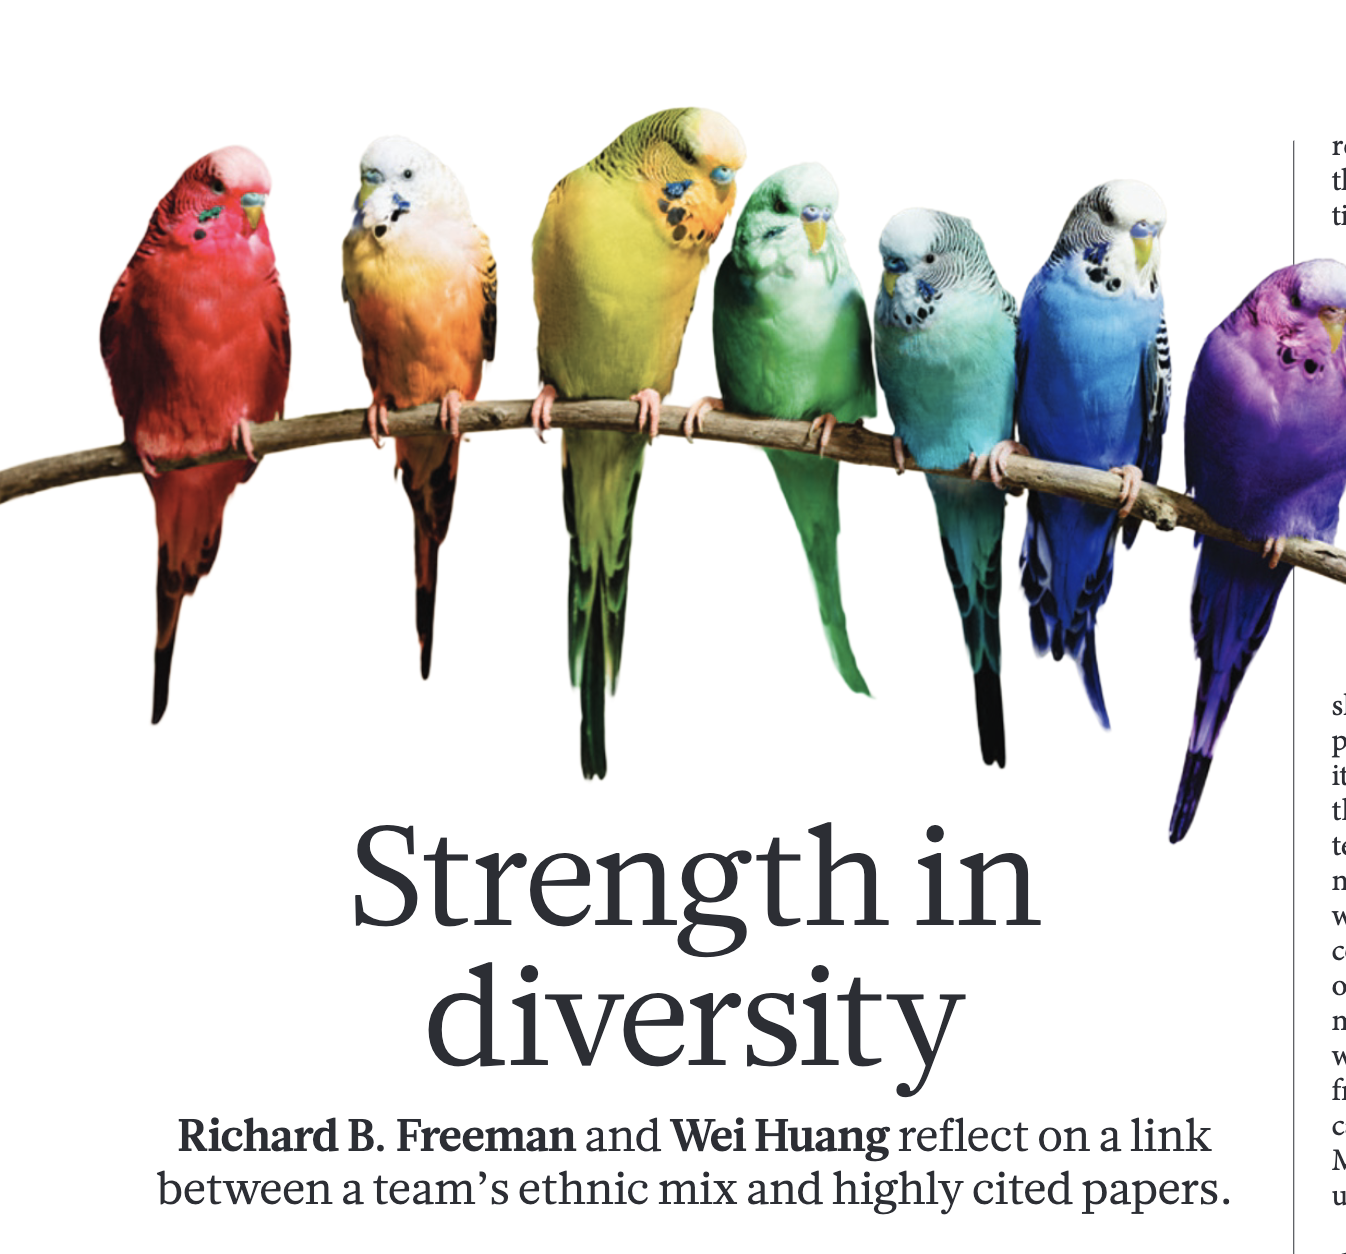 Strength in
diversity
Richard B. Freeman and Wei Huang reflect on a link
between a team’s ethnic mix and highly cited papers.